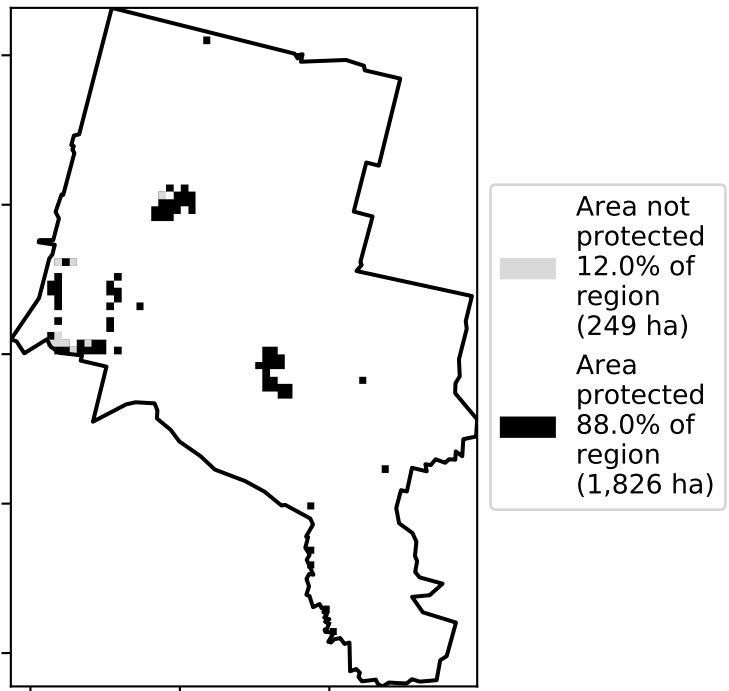 Area not
protected
12.0% of
region
(249 ha)
Area
protected
88.0% of
region
(1,826 ha)